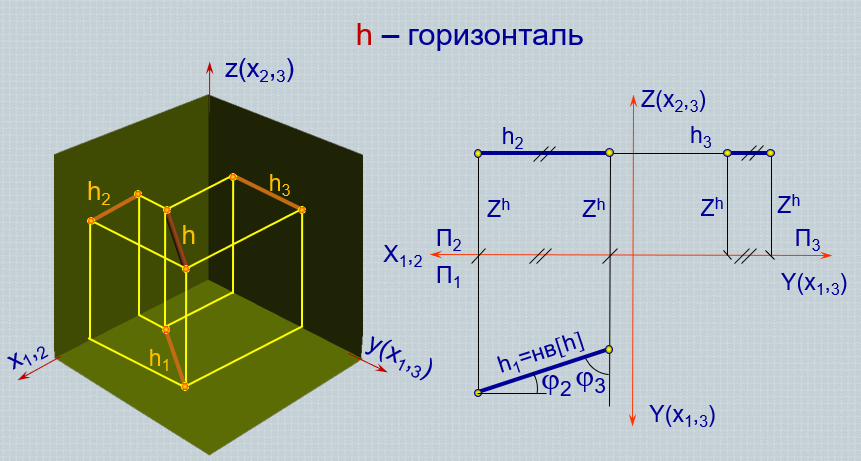 h – горизонталь
z(x2,3)
h2
h3
h
h1
x1,2
y(x1,3)
Z(x2,3)
h2
h3
Zh
Zh
Zh
Zh
П2
П3
X1,2
П1
Y(x1,3)
h1=нв[h]
φ2
φ3
Y(x1,3)